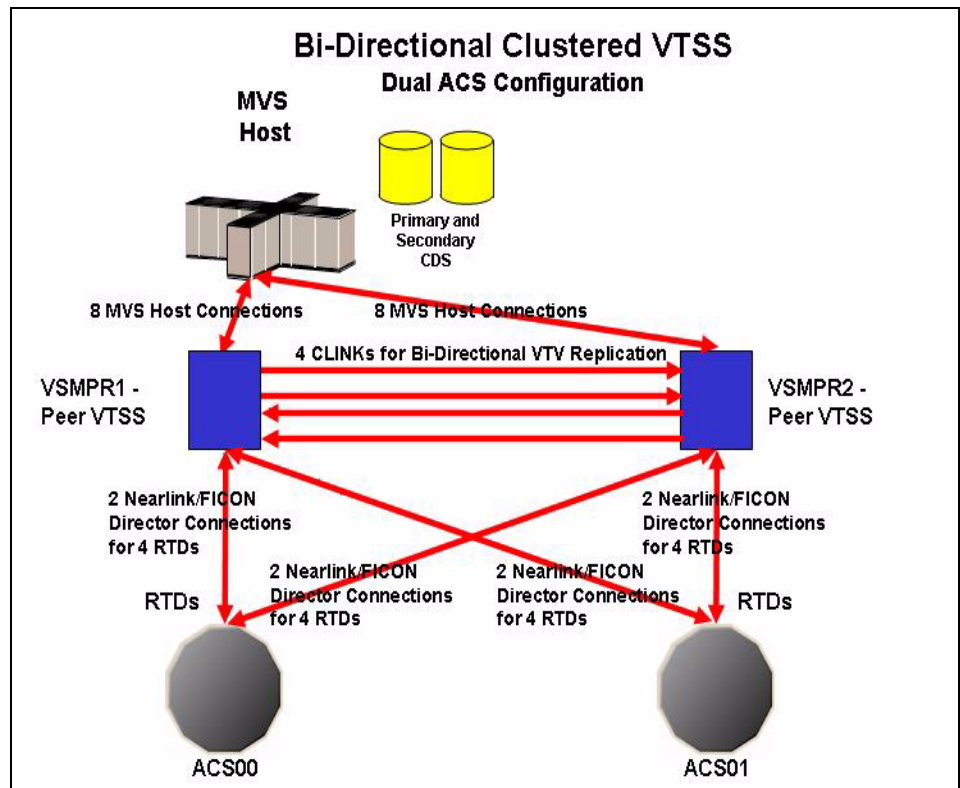 Bi-Directional Clustered VTSS
Dual ACS Configuration
MVS
Host
Primary and
Secondary
CDS
8 MVS Host Connections
8 MVS Host Connections
4 CLINKs for Bi-Directional VTV Replication
VSMPR1 -
Peer VTSS
VSMPR2 -
Peer VTSS
2 Nearlink/FICON
Director Connections
for 4 RTDs
2 Nearlink/FICON
Director Connections
for 4 RTDs
2 Nearlink/FICON
Director Connections
for 4 RTDs
2 Nearlink/FICON
Director Connections
for 4 RTDs
RTDs
RTDs
ACS00
ACS01